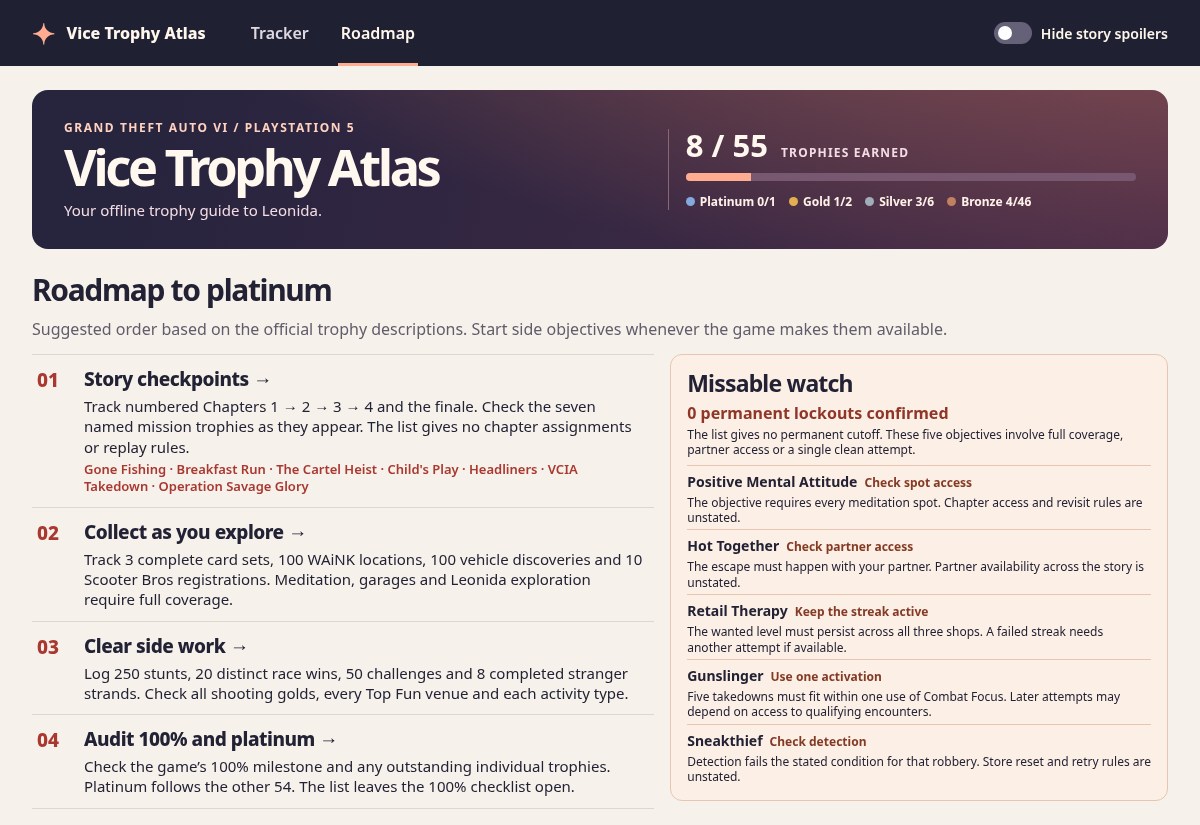 Vice Trophy Atlas
Tracker
Roadmap
Hide story spoilers
GRAND THEFT AUTO VI / PLAYSTATION 5
Vice Trophy Atlas
Your offline trophy guide to Leonida.
8 / 55 TROPHIES EARNED
Platinum 0/1 Gold 1/2 Silver 3/6 Bronze 4/46
Roadmap to platinum
Suggested order based on the official trophy descriptions. Start side objectives whenever the game makes them available.
01 Story checkpoints →
Track numbered Chapters 1 → 2 → 3 → 4 and the finale. Check the seven
named mission trophies as they appear. The list gives no chapter assignments
or replay rules.
Gone Fishing · Breakfast Run · The Cartel Heist · Child's Play · Headliners · VCIA
Takedown · Operation Savage Glory
02 Collect as you explore →
Track 3 complete card sets, 100 WAiNK locations, 100 vehicle discoveries and 10
Scooter Bros registrations. Meditation, garages and Leonida exploration
require full coverage.
03 Clear side work →
Log 250 stunts, 20 distinct race wins, 50 challenges and 8 completed stranger
strands. Check all shooting golds, every Top Fun venue and each activity type.
04 Audit 100% and platinum →
Check the game’s 100% milestone and any outstanding individual trophies.
Platinum follows the other 54. The list leaves the 100% checklist open.
Missable watch
0 permanent lockouts confirmed
The list gives no permanent cutoff. These five objectives involve full coverage,
partner access or a single clean attempt.
Positive Mental Attitude Check spot access
The objective requires every meditation spot. Chapter access and revisit rules are
unstated.
Hot Together Check partner access
The escape must happen with your partner. Partner availability across the story is
unstated.
Retail Therapy Keep the streak active
The wanted level must persist across all three shops. A failed streak needs
another attempt if available.
Gunslinger Use one activation
Five takedowns must fit within one use of Combat Focus. Later attempts may
depend on access to qualifying encounters.
Sneakthief Check detection
Detection fails the stated condition for that robbery. Store reset and retry rules are
unstated.